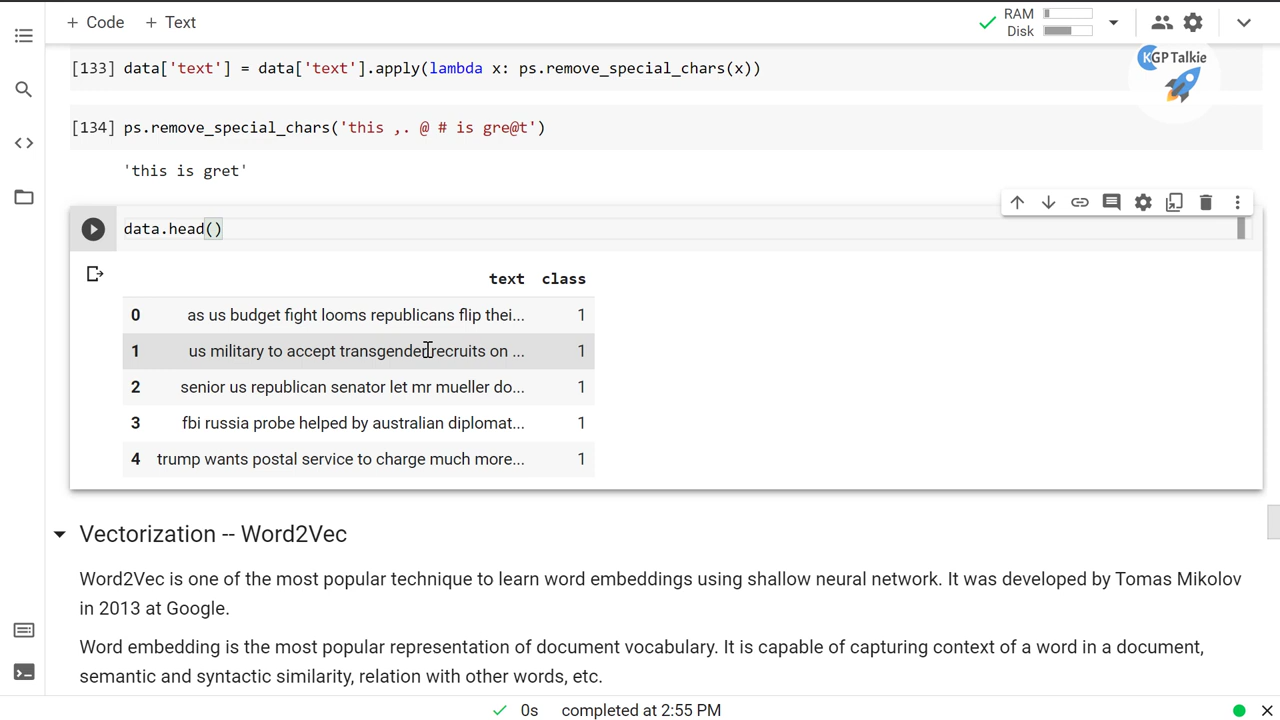 + Code + Text
RAM
Disk
KGP Talkie
[133] data['text'] = data['text'].apply(lambda x: ps.remove_special_chars(x))
[134] ps.remove_special_chars('this ,. @ # is gre@t')
'this is gret'
data.head()
text class
0 as us budget fight looms republicans flip thei... 1
1 us military to accept transgender recruits on ... 1
2 senior us republican senator let mr mueller do... 1
3 fbi russia probe helped by australian diplomat... 1
4 trump wants postal service to charge much more... 1
Vectorization -- Word2Vec
Word2Vec is one of the most popular technique to learn word embeddings using shallow neural network. It was developed by Tomas Mikolov
in 2013 at Google.
Word embedding is the most popular representation of document vocabulary. It is capable of capturing context of a word in a document,
semantic and syntactic similarity, relation with other words, etc.
0s completed at 2:55 PM